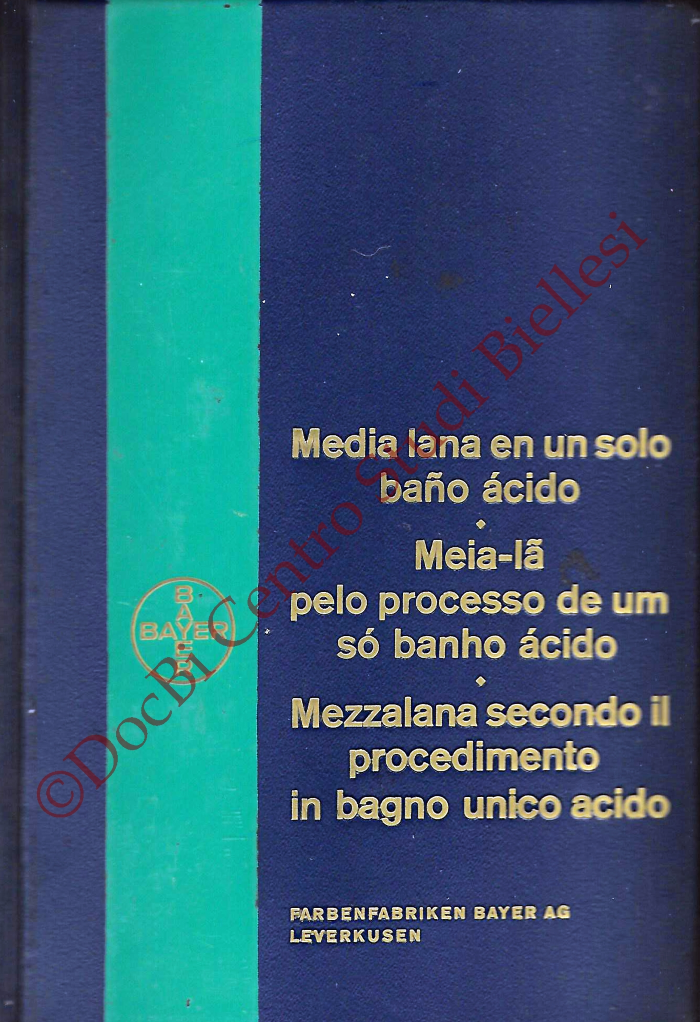 Media lana en un solo
baño ácido
Meia-lã
pelo processo de um
só banho ácido
Mezzalana secondo il
procedimento
in bagno unico acido
BAYER
BAYER
FARBENFABRIKEN BAYER AG
LEVERKUSEN
©DocBi Centro Studi Biellesi